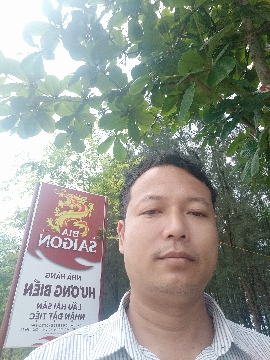 BIA
SAIGON
NHÀ HÀNG
HƯƠNG BIỂN
LẨU HẢI SẢN
NHẬN ĐẶT TIỆC